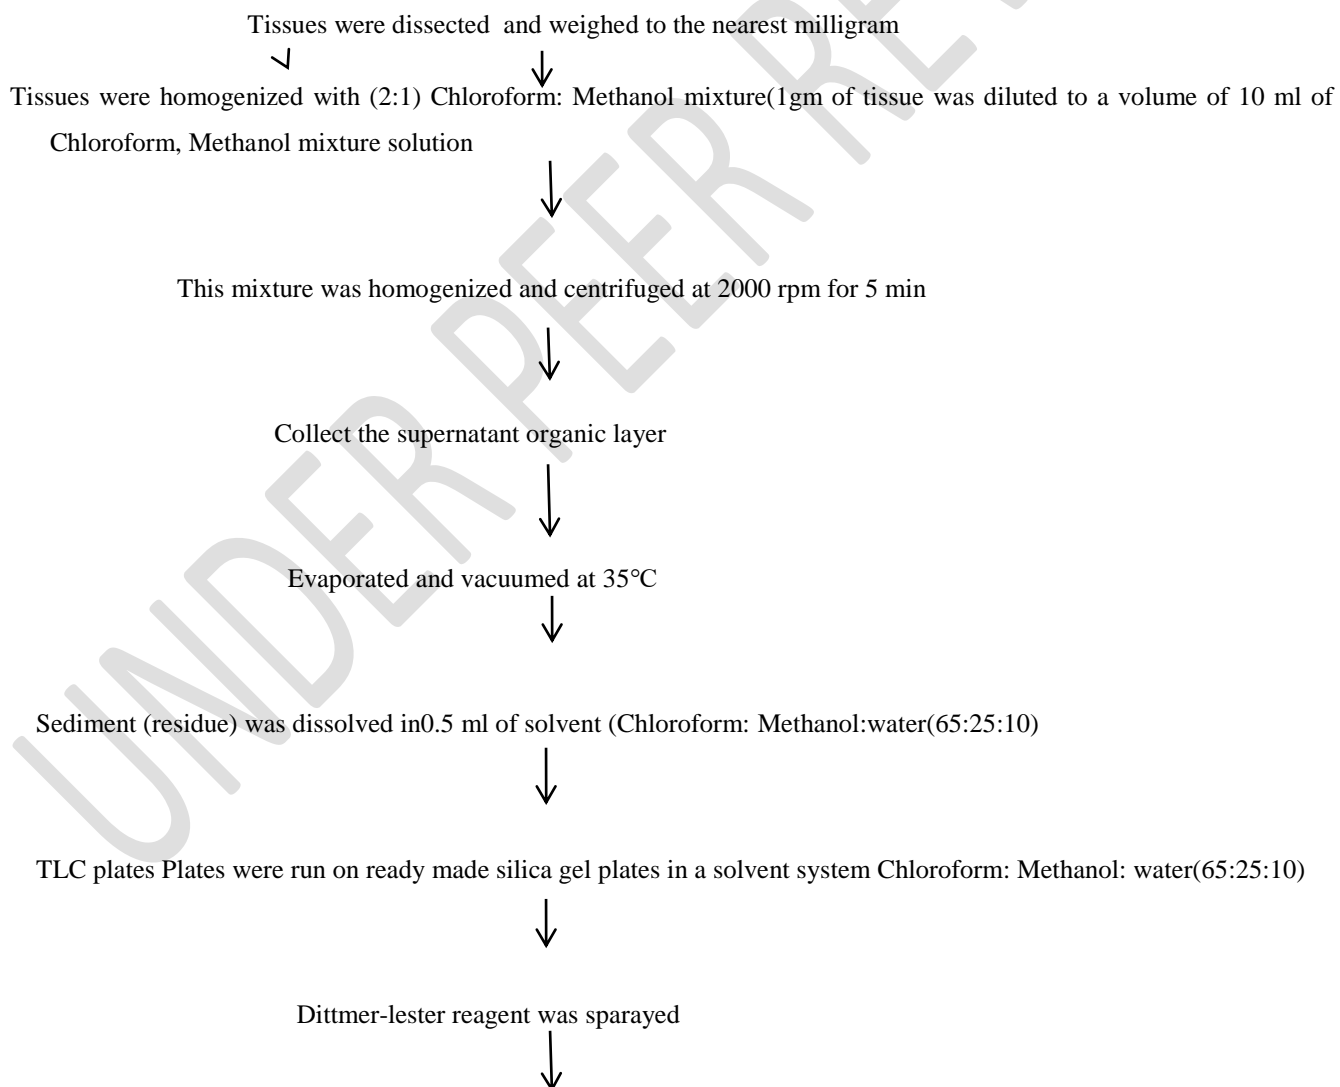 Tissues were dissected and weighed to the nearest milligram
Tissues were homogenized with (2:1) Chloroform: Methanol mixture(1gm of tissue was diluted to a volume of 10 ml of
Chloroform, Methanol mixture solution
This mixture was homogenized and centrifuged at 2000 rpm for 5 min
Collect the supernatant organic layer
Evaporated and vacuumed at 35°C
Sediment (residue) was dissolved in0.5 ml of solvent (Chloroform: Methanol:water(65:25:10)
TLC plates Plates were run on ready made silica gel plates in a solvent system Chloroform: Methanol: water(65:25:10)
Dittmer-lester reagent was sparayed
UNDER PEER RE